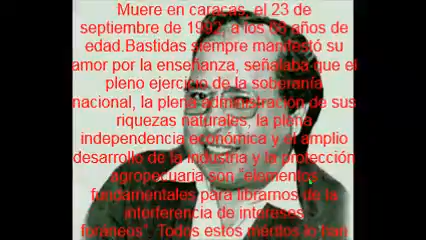 Muere en caracas, el 23 de
septiembre de 1992, a los 68 años de
edad.Bastidas siempre manifestó su
amor por la enseñanza, señalaba que el
pleno ejercicio de la soberanía
nacional, la plena administración de sus
riquezas naturales, la plena
independencia económica y el amplio
desarrollo de la industria y la protección
agropecuaria son "elementos
fundamentales para librarnos de la
interferencia de intereses
foráneos". Todos estos méritos lo han